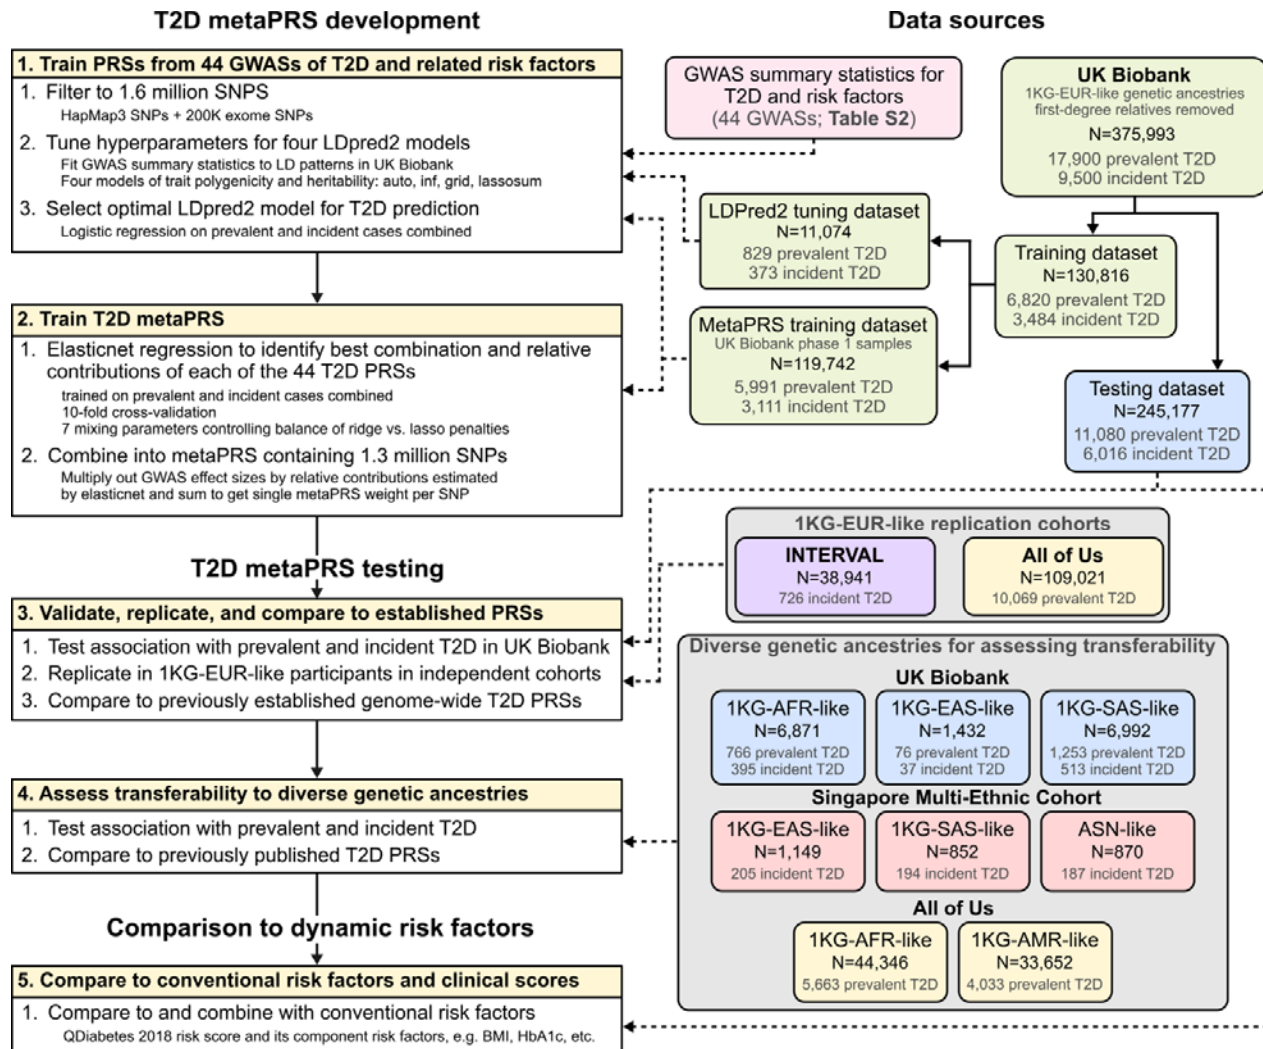 T2D metaPRS development
1. Train PRSs from 44 GWASs of T2D and related risk factors
1. Filter to 1.6 million SNPS
HapMap3 SNPs + 200K exome SNPs
2. Tune hyperparameters for four LDpred2 models
Fit GWAS summary statistics to LD patterns in UK Biobank
Four models of trait polygenicity and heritability: auto, inf, grid, lassosum
3. Select optimal LDpred2 model for T2D prediction
Logistic regression on prevalent and incident cases combined
2. Train T2D metaPRS
1. Elasticnet regression to identify best combination and relative
contributions of each of the 44 T2D PRSs
trained on prevalent and incident cases combined
10-fold cross-validation
7 mixing parameters controlling balance of ridge vs. lasso penalties
2. Combine into metaPRS containing 1.3 million SNPs
Multiply out GWAS effect sizes by relative contributions estimated
by elasticnet and sum to get single metaPRS weight per SNP
T2D metaPRS testing
3. Validate, replicate, and compare to established PRSs
1. Test association with prevalent and incident T2D in UK Biobank
2. Replicate in 1KG-EUR-like participants in independent cohorts
3. Compare to previously established genome-wide T2D PRSs
4. Assess transferability to diverse genetic ancestries
1. Test association with prevalent and incident T2D
2. Compare to previously published T2D PRSs
Comparison to dynamic risk factors
5. Compare to conventional risk factors and clinical scores
1. Compare to and combine with conventional risk factors
QDiabetes 2018 risk score and its component risk factors, e.g. BMI, HbA1c, etc.
Data sources
GWAS summary statistics for
T2D and risk factors
(44 GWASs; Table S2)
UK Biobank
1KG-EUR-like genetic ancestries
first-degree relatives removed
N=375,993
17,900 prevalent T2D
9,500 incident T2D
LDPred2 tuning dataset
N=11,074
829 prevalent T2D
373 incident T2D
Training dataset
N=130,816
6,820 prevalent T2D
3,484 incident T2D
MetaPRS training dataset
UK Biobank phase 1 samples
N=119,742
5,991 prevalent T2D
3,111 incident T2D
Testing dataset
N=245,177
11,080 prevalent T2D
6,016 incident T2D
1KG-EUR-like replication cohorts
INTERVAL
N=38,941
726 incident T2D
All of Us
N=109,021
10,069 prevalent T2D
Diverse genetic ancestries for assessing transferability
UK Biobank
1KG-AFR-like
N=6,871
766 prevalent T2D
395 incident T2D
1KG-EAS-like
N=1,432
76 prevalent T2D
37 incident T2D
1KG-SAS-like
N=6,992
1,253 prevalent T2D
513 incident T2D
Singapore Multi-Ethnic Cohort
1KG-EAS-like
N=1,149
205 incident T2D
1KG-SAS-like
N=852
194 incident T2D
ASN-like
N=870
187 incident T2D
All of Us
1KG-AFR-like
N=44,346
5,663 prevalent T2D
1KG-AMR-like
N=33,652
4,033 prevalent T2D